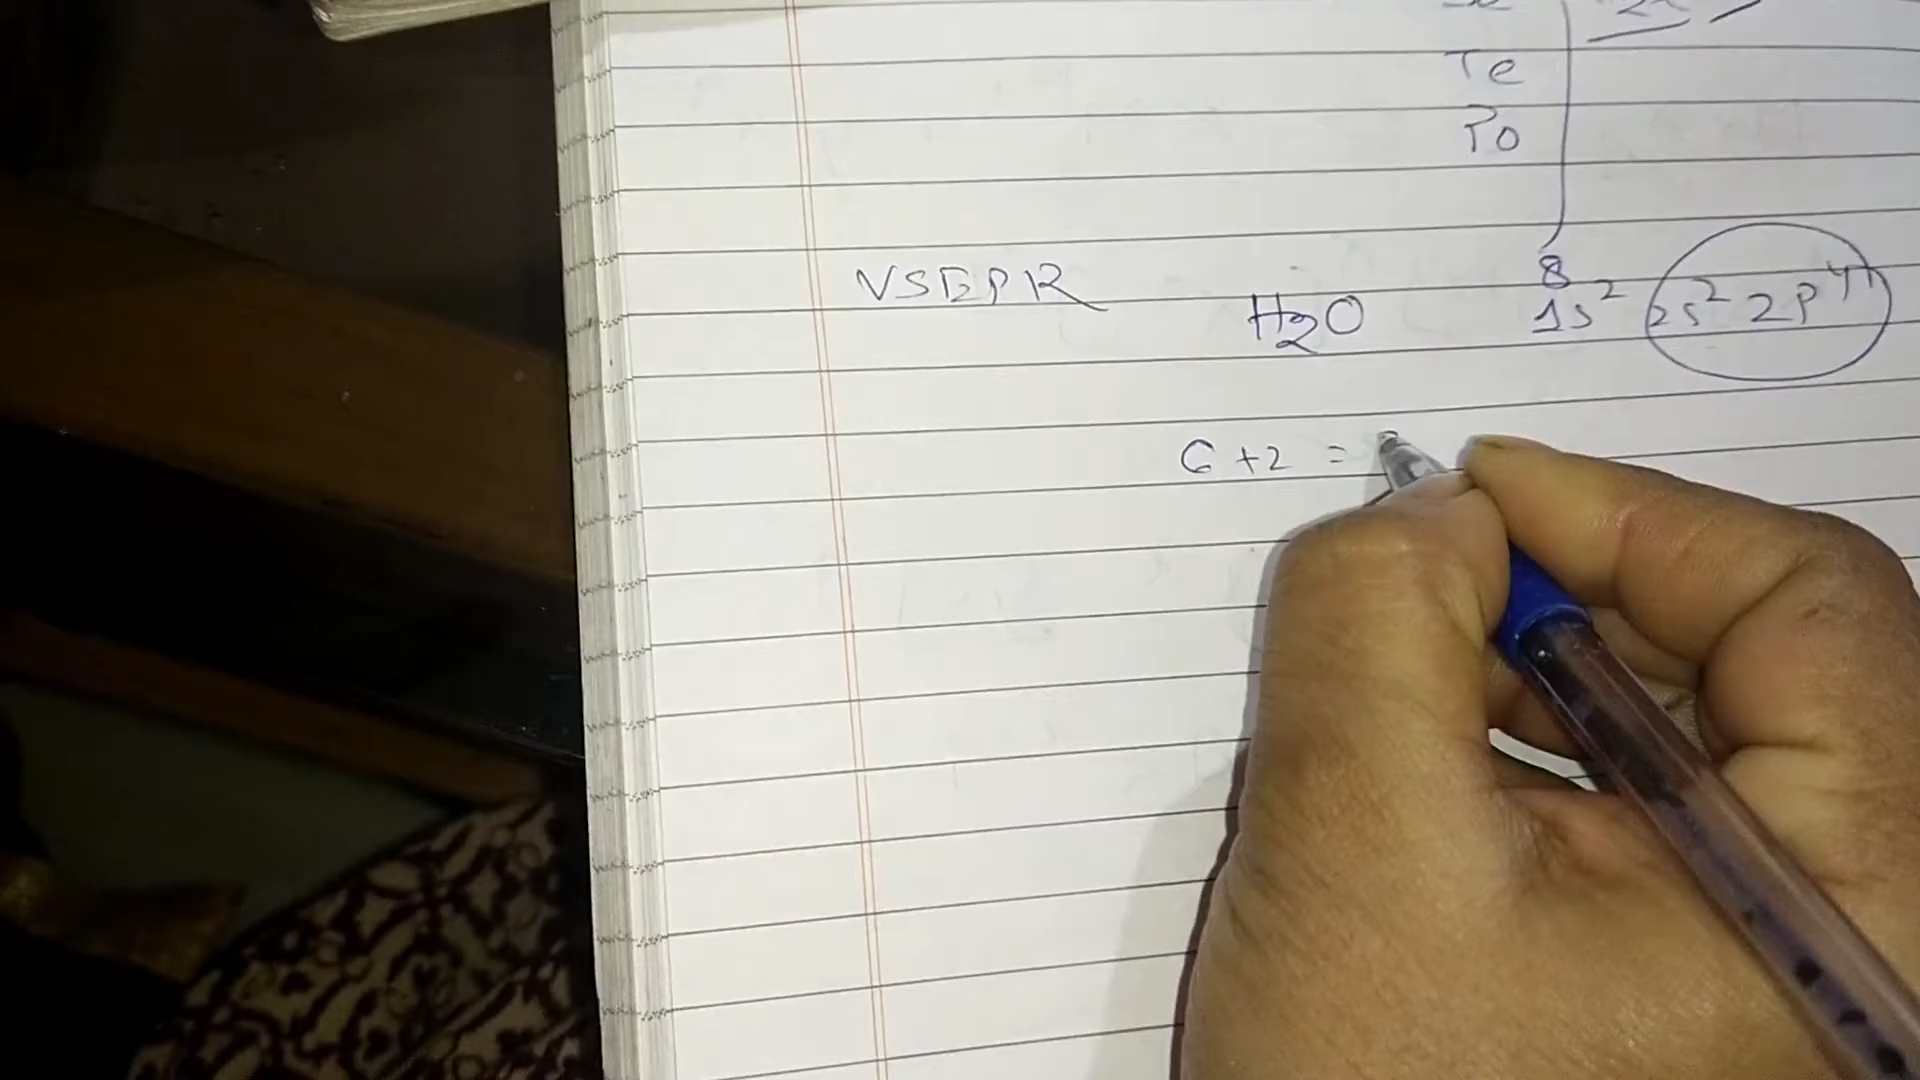 Te
Po
8
VSEPR H2O 1s² 2s² 2p⁴
6 +2 =